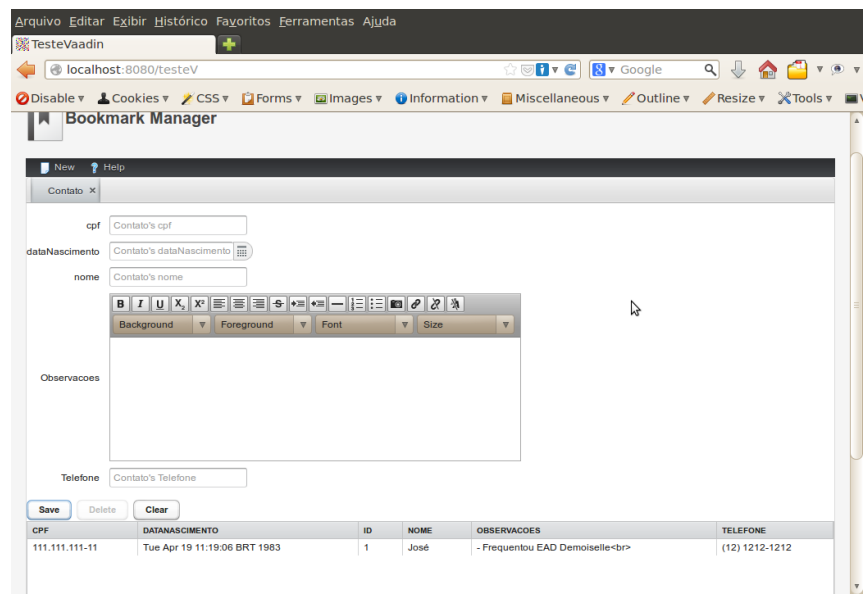 Arquivo Editar Exibir Histórico Favoritos Ferramentas Ajuda
TesteVaadin
localhost:8080/testeV
Google
Disable Cookies CSS Forms Images Information Miscellaneous Outline Resize Tools
Bookmark Manager
New Help
Contato ×
cpf Contato's cpf
dataNascimento Contato's dataNascimento
nome Contato's nome
B I U X₂ X² S
Background Foreground Font Size
Observacoes
Telefone Contato's Telefone
Save Delete Clear
CPF DATANASCIMENTO ID NOME OBSERVACOES TELEFONE
111.111.111-11 Tue Apr 19 11:19:06 BRT 1983 1 José - Frequentou EAD Demoiselle<br> (12) 1212-1212